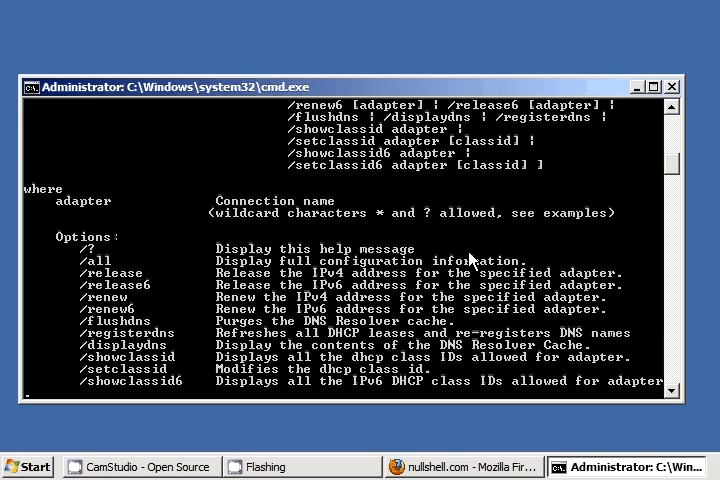 Administrator: C:\Windows\system32\cmd.exe
/renew6 [adapter] | /release6 [adapter] |
/flushdns | /displaydns | /registerdns |
/showclassid adapter |
/setclassid adapter [classid] |
/showclassid6 adapter |
/setclassid6 adapter [classid] ]
where
adapter Connection name
(wildcard characters * and ? allowed, see examples)
Options:
/? Display this help message
/all Display full configuration information.
/release Release the IPv4 address for the specified adapter.
/release6 Release the IPv6 address for the specified adapter.
/renew Renew the IPv4 address for the specified adapter.
/renew6 Renew the IPv6 address for the specified adapter.
/flushdns Purges the DNS Resolver cache.
/registerdns Refreshes all DHCP leases and re-registers DNS names
/displaydns Display the contents of the DNS Resolver Cache.
/showclassid Displays all the dhcp class IDs allowed for adapter.
/setclassid Modifies the dhcp class id.
/showclassid6 Displays all the IPv6 DHCP class IDs allowed for adapter
Start CamStudio - Open Source Flashing nullshell.com - Mozilla Fir... Administrator: C:\Win...